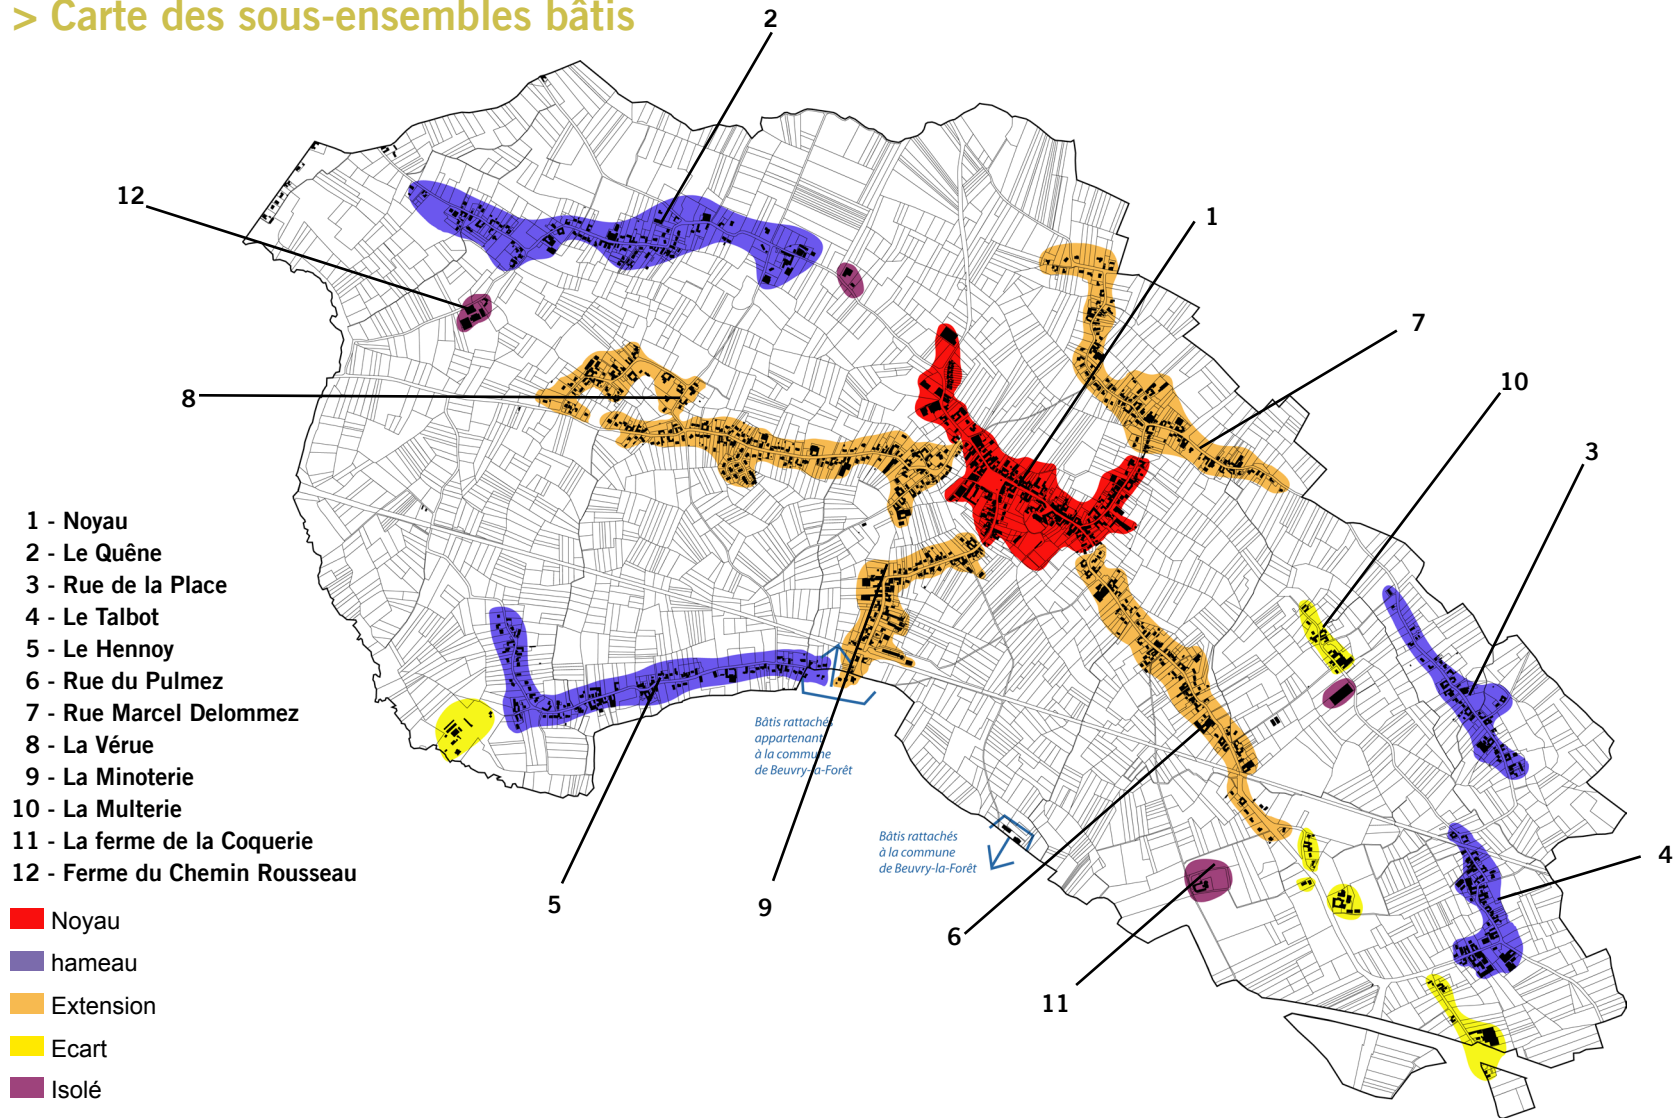 > Carte des sous-ensembles bâtis
2
12
1
7
8
10
3
1 - Noyau
2 - Le Quêne
3 - Rue de la Place
4 - Le Talbot
5 - Le Hennoy
6 - Rue du Pulmez
7 - Rue Marcel Delommez
8 - La Vérue
9 - La Minoterie
10 - La Multerie
11 - La ferme de la Coquerie
12 - Ferme du Chemin Rousseau
Bâtis rattachés
appartenant
à la commune
de Beuvry-la-Forêt
Bâtis rattachés
à la commune
de Beuvry-la-Forêt
4
5
9
6
11
Noyau
hameau
Extension
Ecart
Isolé